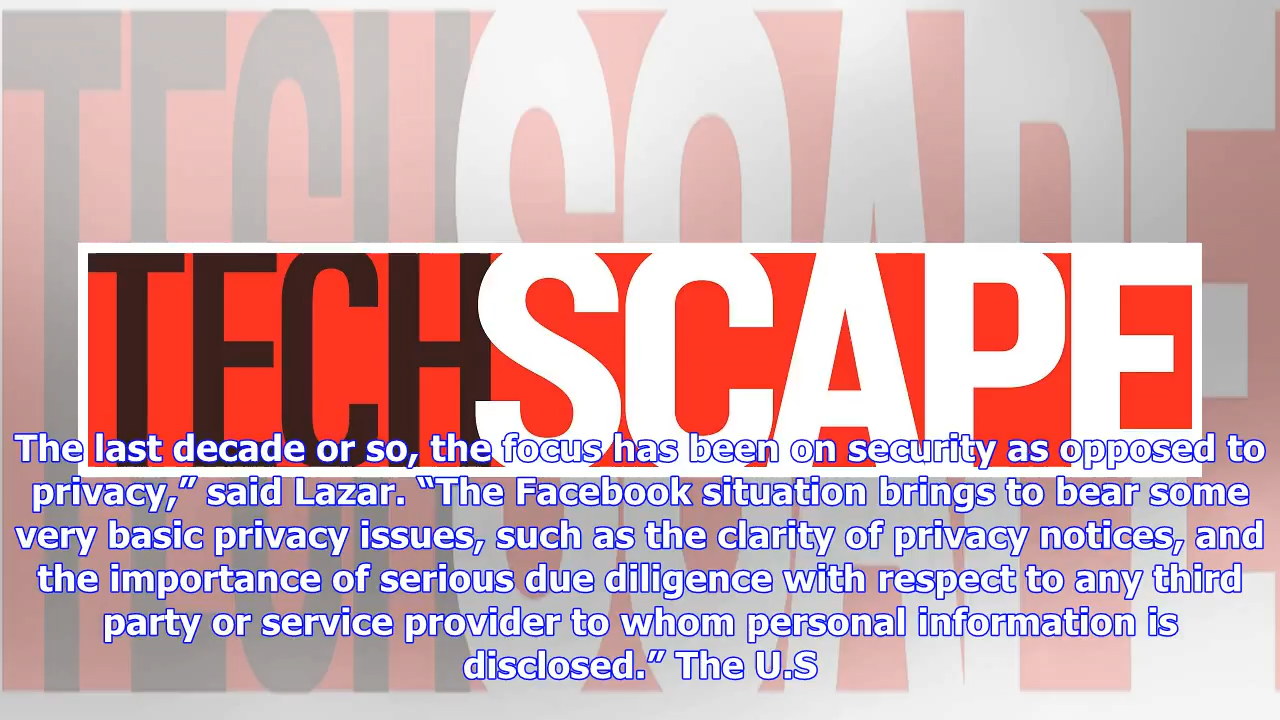 TECHSCAPE
TECHSCAPE
The last decade or so, the focus has been on security as opposed to
privacy,” said Lazar. “The Facebook situation brings to bear some
very basic privacy issues, such as the clarity of privacy notices, and
the importance of serious due diligence with respect to any third
party or service provider to whom personal information is
disclosed.” The U.S